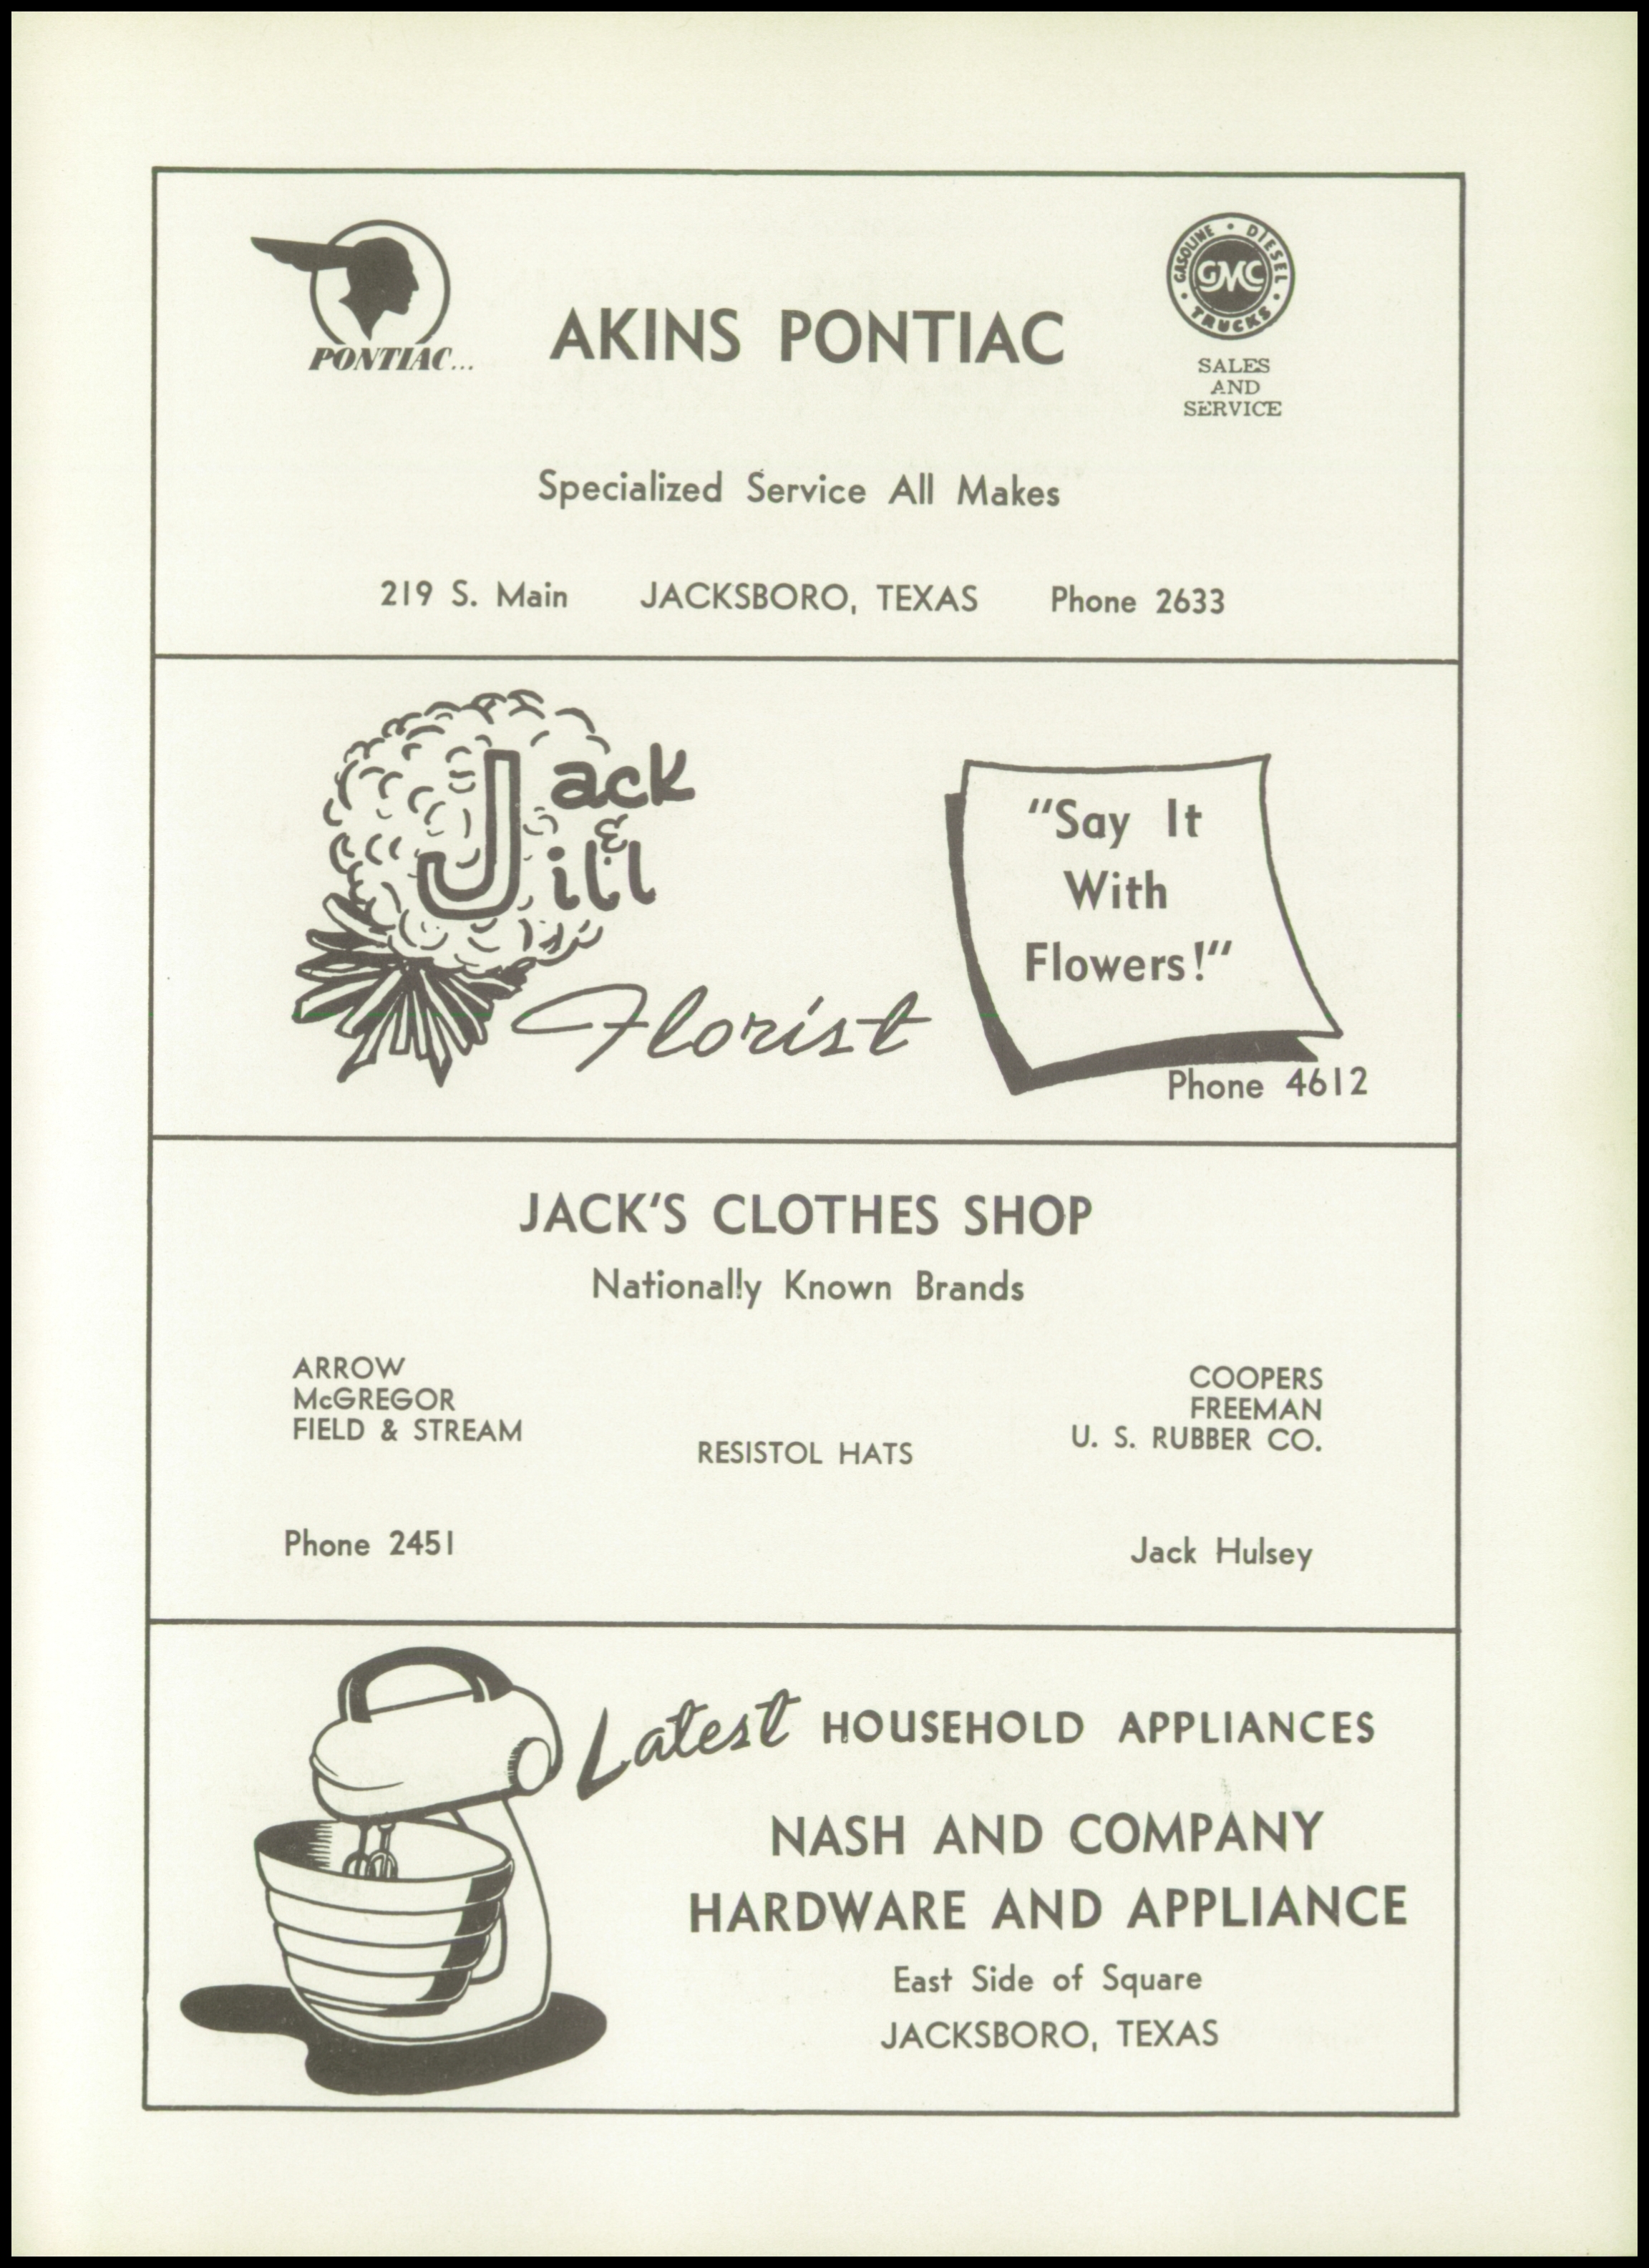 PONTIAC...
AKINS PONTIAC
GASOLINE • DIESEL • TRUCKS •
GMC
SALES
AND
SERVICE
Specialized Service All Makes
219 S. Main JACKSBORO, TEXAS Phone 2633
Jack
&
Jill
Florist
"Say It
With
Flowers!"
Phone 4612
JACK'S CLOTHES SHOP
Nationally Known Brands
ARROW
McGREGOR
FIELD & STREAM
RESISTOL HATS
COOPERS
FREEMAN
U. S. RUBBER CO.
Phone 2451
Jack Hulsey
Latest HOUSEHOLD APPLIANCES
NASH AND COMPANY
HARDWARE AND APPLIANCE
East Side of Square
JACKSBORO, TEXAS